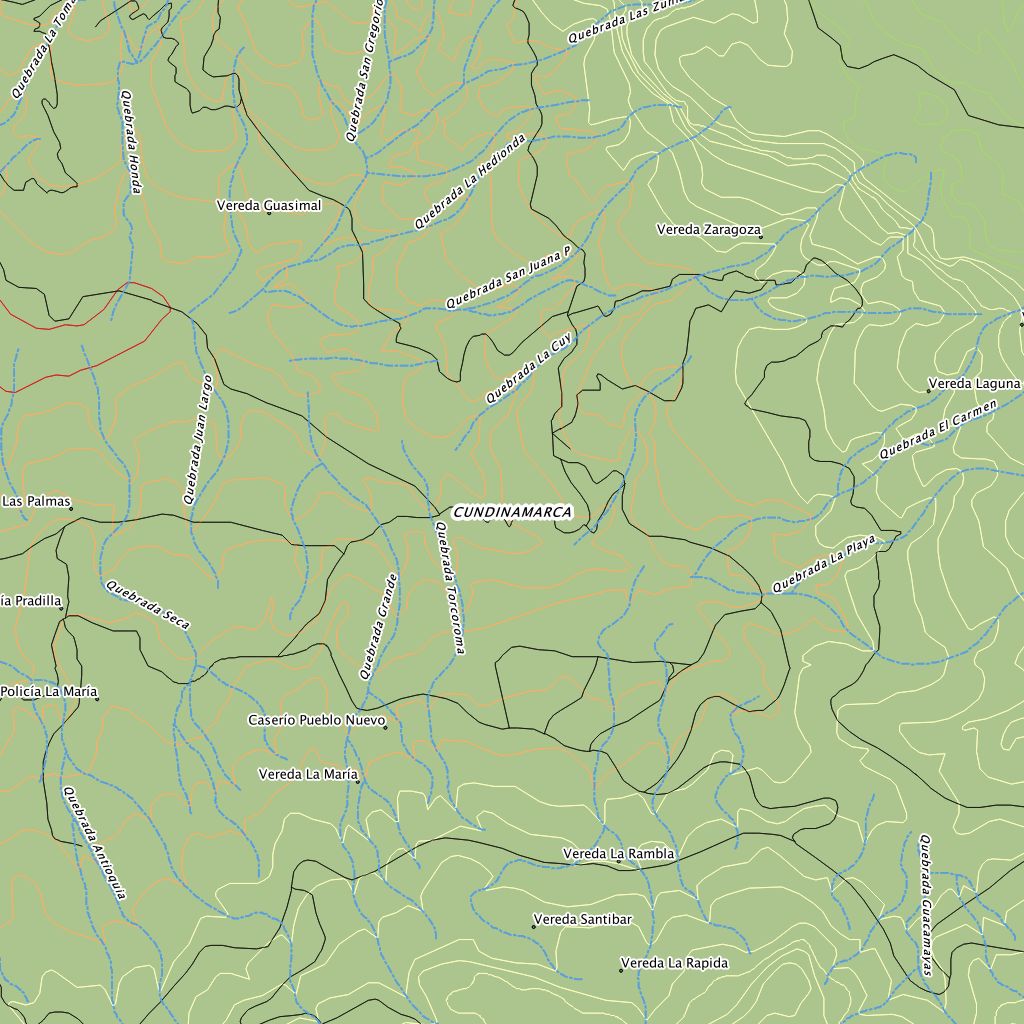 Quebrada La Toma
Quebrada San Gregorio
Quebrada Las Zum
Quebrada Honda
Quebrada La Hedionda
Vereda Guasimal
Vereda Zaragoza
Quebrada San Juana P
Quebrada La Cuy
Quebrada Juan Largo
Vereda Laguna
Quebrada El Carmen
Las Palmas
CUNDINAMARCA
Quebrada Torcoroma
Quebrada La Playa
Quebrada Seca
Quebrada Grande
ía Pradilla
Policía La María
Caserío Pueblo Nuevo
Vereda La María
Quebrada Antioquia
Vereda La Rambla
Quebrada Guacamayas
Vereda Santibar
Vereda La Rapida